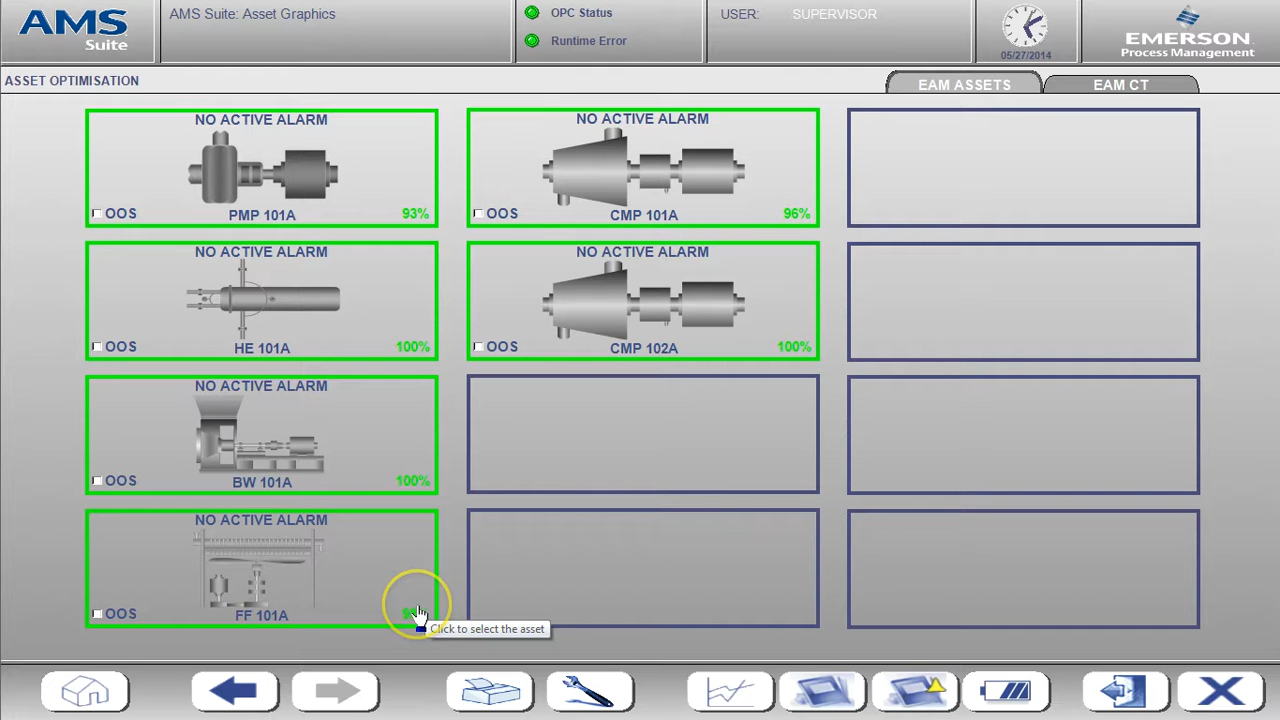 AMS
Suite
AMS Suite: Asset Graphics
OPC Status
Runtime Error
USER: SUPERVISOR
05/27/2014
EMERSON
Process Management
ASSET OPTIMISATION
EAM ASSETS
EAM CT
NO ACTIVE ALARM
OOS
PMP 101A
93%
NO ACTIVE ALARM
OOS
CMP 101A
96%
NO ACTIVE ALARM
OOS
HE 101A
100%
NO ACTIVE ALARM
OOS
CMP 102A
100%
NO ACTIVE ALARM
OOS
BW 101A
100%
NO ACTIVE ALARM
OOS
FF 101A
Click to select the asset